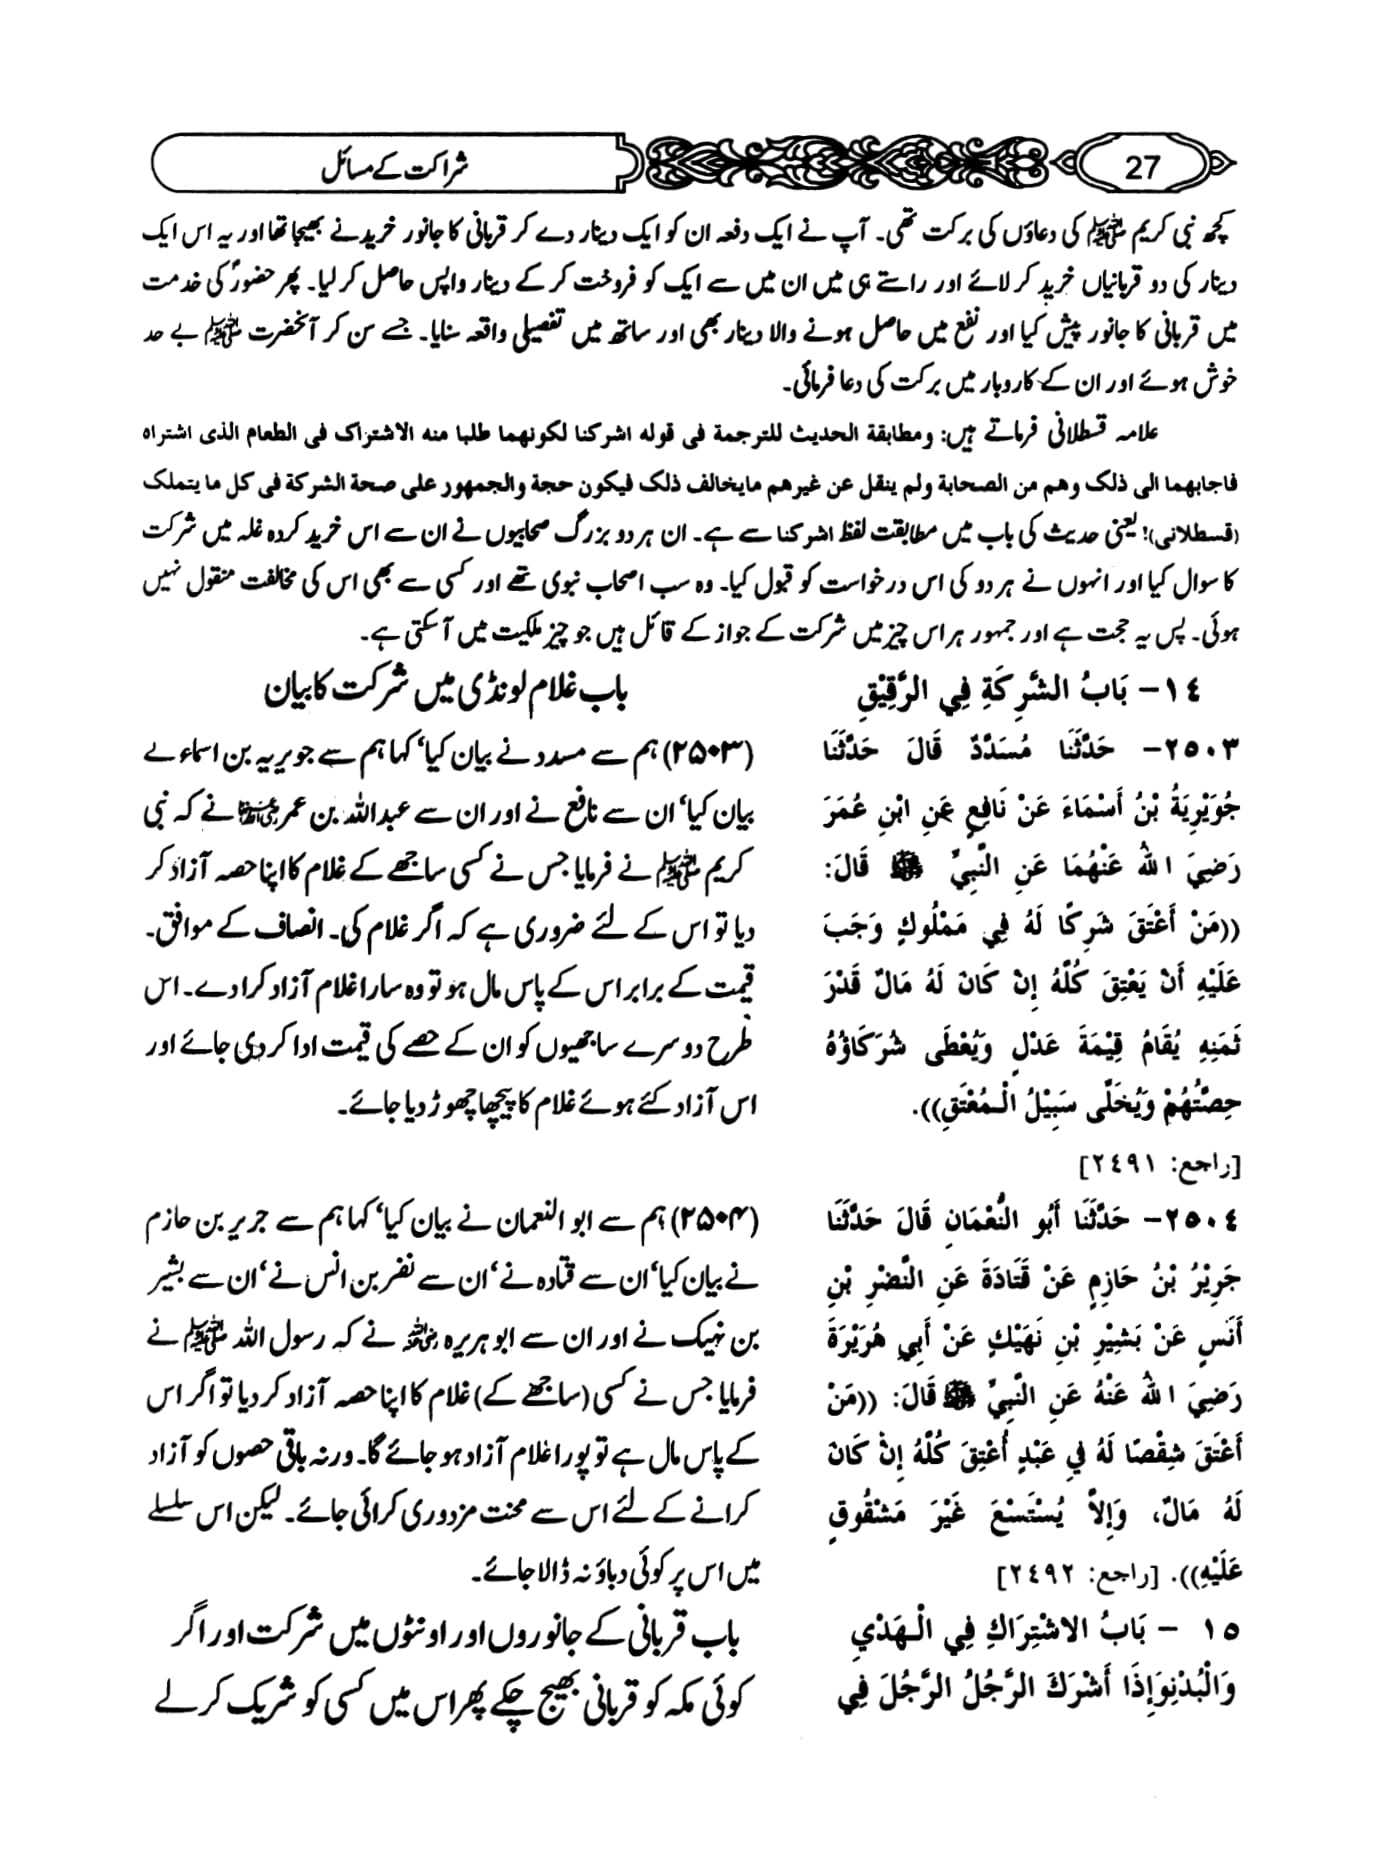 27
شراکت کے مسائل
کچھ نبی کریم ﷺ کی دعاؤں کی برکت تھی۔ آپ نے ایک دفعہ ان کو ایک دینار دے کر قربانی کا جانور خریدنے بھیجا تھا اور یہ اس ایک
دینار کی دو قربانیاں خرید کر لائے اور راستے ہی میں ان میں سے ایک کو فروخت کر کے دینار واپس حاصل کر لیا۔ پھر حضورؐ کی خدمت
میں قربانی کا جانور پیش کیا اور نفع میں حاصل ہونے والا دینار بھی اور ساتھ میں تفصیلی واقعہ سنایا۔ جسے سن کر آنحضرت ﷺ بے حد
خوش ہوئے اور ان کے کاروبار میں برکت کی دعا فرمائی۔
علامہ قسطلانی فرماتے ہیں: ومطابقة الحديث للترجمة فى قوله اشركنا لكونهما طلبا منه الاشتراك فى الطعام الذى اشتراه
فاجابهما الى ذلك وهم من الصحابة ولم ينقل عن غيرهم مايخالف ذلك فيكون حجة والجمهور على صحة الشركة فى كل ما يتملك
(قسطلانی)! یعنی حدیث کی باب میں مطابقت لفظ اشرکنا سے ہے۔ ان ہر دو بزرگ صحابیوں نے ان سے اس خرید کردہ غلہ میں شرکت
کا سوال کیا اور انہوں نے ہر دو کی اس درخواست کو قبول کیا۔ وہ سب اصحاب نبوی تھے اور کسی سے بھی اس کی مخالفت منقول نہیں
ہوئی۔ پس یہ حجت ہے اور جمہور ہر اس چیز میں شرکت کے جواز کے قائل ہیں جو چیز ملکیت میں آ سکتی ہے۔
١٤- بَابُ الشَّرِكَةِ فِي الرَّقِيْقِ
٢٥٠٣- حَدَّثَنَا مُسَدَّدٌ قَالَ حَدَّثَنَا
جُوَيْرِيَةُ بْنُ أَسْمَاءَ عَنْ نَافِعٍ عَنِ ابْنِ عُمَرَ
رَضِيَ اللهُ عَنْهُمَا عَنِ النَّبِيِّ ﷺ قَالَ:
((مَنْ أَعْتَقَ شِرْكًا لَهُ فِي مَمْلُوكٍ وَجَبَ
عَلَيْهِ أَنْ يَعْتِقَ كُلَّهُ إِنْ كَانَ لَهُ مَالٌ قَدْرَ
ثَمَنِهِ يُقَامُ قِيْمَةَ عَدْلٍ وَيُعْطَى شُرَكَاؤُهُ
حِصَّتُهُمْ وَيُخَلَّى سَبِيْلُ الْمُعْتَقِ)).
[راجع: ٢٤٩١]
٢٥٠٤- حَدَّثَنَا أَبُو النُّعْمَانِ قَالَ حَدَّثَنَا
جَرِيْرُ بْنُ حَازِمٍ عَنْ قَتَادَةَ عَنِ النَّضْرِ بْنِ
أَنَسٍ عَنْ بَشِيْرِ بْنِ نَهَيْكٍ عَنْ أَبِي هُرَيْرَةَ
رَضِيَ اللهُ عَنْهُ عَنِ النَّبِيِّ ﷺ قَالَ: ((مَنْ
أَعْتَقَ شِقْصًا لَهُ فِي عَبْدٍ أُعْتِقَ كُلُّهُ إِنْ كَانَ
لَهُ مَالٌ، وَإِلاَّ يُسْتَسْعَ غَيْرَ مَشْقُوقٍ
عَلَيْهِ)). [راجع: ٢٤٩٢]
١٥ - بَابُ الاشْتِرَاكِ فِي الْهَدْيِ
وَالْبُدْنِ وَإِذَا أَشْرَكَ الرَّجُلُ الرَّجُلَ فِي
باب غلام لونڈی میں شرکت کا بیان
(۲۵۰۳) ہم سے مسدد نے بیان کیا‘ کہا ہم سے جویریہ بن اسماء نے
بیان کیا‘ ان سے نافع نے اور ان سے عبداللہ بن عمر رضی اللہ عنہما نے کہ نبی
کریم ﷺ نے فرمایا جس نے کسی ساجھے کے غلام کا اپنا حصہ آزاد کر
دیا تو اس کے لئے ضروری ہے کہ اگر غلام کی۔ انصاف کے موافق۔
قیمت کے برابر اس کے پاس مال ہو تو وہ سارا غلام آزاد کرا دے۔ اس
طرح دوسرے ساجھیوں کو ان کے حصے کی قیمت ادا کر دی جائے اور
اس آزاد کئے ہوئے غلام کا پیچھا چھوڑ دیا جائے۔
(۲۵۰۴) ہم سے ابو النعمان نے بیان کیا‘ کہا ہم سے جریر بن حازم
نے بیان کیا‘ ان سے قتادہ نے‘ ان سے نضر بن انس نے‘ ان سے بشیر
بن نہیک نے اور ان سے ابو ہریرہ رضی اللہ عنہ نے کہ رسول اللہ ﷺ نے
فرمایا جس نے کسی (ساجھے کے) غلام کا اپنا حصہ آزاد کر دیا تو اگر اس
کے پاس مال ہے تو پورا غلام آزاد ہو جائے گا۔ ورنہ باقی حصوں کو آزاد
کرانے کے لئے اس سے محنت مزدوری کرائی جائے۔ لیکن اس سلسلے
میں اس پر کوئی دباؤ نہ ڈالا جائے۔
باب قربانی کے جانوروں اور اونٹوں میں شرکت اور اگر
کوئی مکہ کو قربانی بھیج چکے پھر اس میں کسی کو شریک کر لے